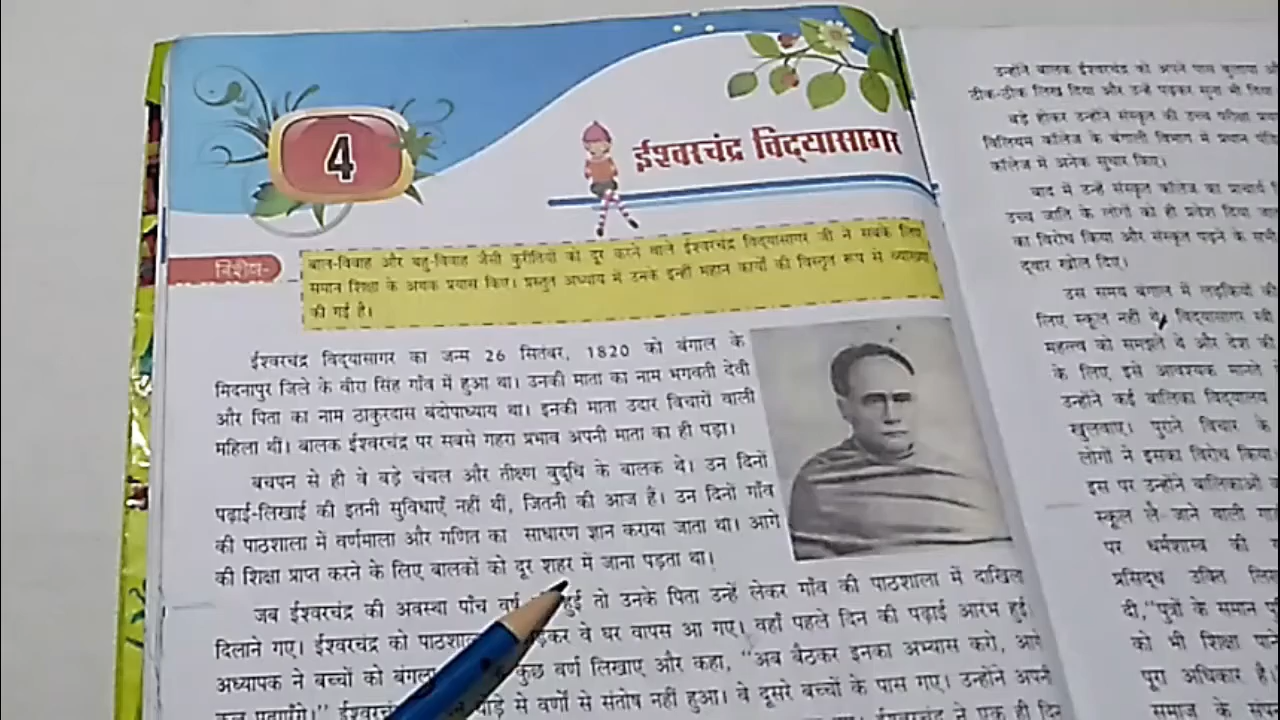 4
ईश्वरचंद्र विद्यासागर
बाल-विवाह और बहु-विवाह जैसी कुरीतियों को दूर करने वाले ईश्वरचंद्र विद्यासागर जी ने सबके लिए
समान शिक्षा के अथक प्रयास किए। प्रस्तुत अध्याय में उनके इन्हीं महान कार्यों की विस्तृत रूप से व्याख्या
की गई है।
ईश्वरचंद्र विद्यासागर का जन्म 26 सितंबर, 1820 को बंगाल के
मिदनापुर जिले के वीरा सिंह गाँव में हुआ था। उनकी माता का नाम भगवती देवी
और पिता का नाम ठाकुरदास बंदोपाध्याय था। इनकी माता उदार विचारों वाली
महिला थीं। बालक ईश्वरचंद्र पर सबसे गहरा प्रभाव अपनी माता का ही पड़ा।
बचपन से ही वे बड़े चंचल और तीक्ष्ण बुद्धि के बालक थे। उन दिनों
पढ़ाई-लिखाई की इतनी सुविधाएँ नहीं थीं, जितनी की आज है। उन दिनों गाँव
की पाठशाला में वर्णमाला और गणित का साधारण ज्ञान कराया जाता था। आगे
की शिक्षा प्राप्त करने के लिए बालकों को दूर शहर में जाना पड़ता था।
जब ईश्वरचंद्र की अवस्था पाँच वर्ष हुई तो उनके पिता उन्हें लेकर गाँव की पाठशाला में दाखिला
दिलाने गए। ईश्वरचंद्र को वे घर वापस आ गए। वहाँ पहले दिन की पढ़ाई आरंभ हुई
अध्यापक ने बच्चों को कुछ वर्ण लिखाए और कहा, "अब बैठकर इनका अभ्यास करो,
से वर्णों से संतोष नहीं हुआ। वे दूसरे बच्चों के पास गए। उन्होंने अपनी
ने एक ही दिन
उन्होंने बालक ईश्वरचंद्र को अपने पास बुलाया
ठीक-ठीक लिख दिया और उन्हें पढ़कर सुना भी दिया
बड़े होकर उन्होंने संस्कृत की उच्च परीक्षा
विलियम कॉलेज के बंगाली विभाग में प्रधान
कॉलेज में अनेक सुधार किए।
बाद में उन्हें संस्कृत कॉलेज का प्राचार्य
उच्च जाति के लोगों को ही प्रवेश दिया
का विरोध किया और संस्कृत पढ़ने के
द्वार खोल दिए।
उस समय बंगाल में लड़कियों की
लिए स्कूल नहीं थे, विद्यासागर
महत्व को समझते थे और देश की
के लिए इसे आवश्यक मानते
उन्होंने कई बालिका विद्यालय
खुलवाए। पुराने विचार के
लोगों ने इसका विरोध किया।
इस पर उन्होंने बालिकाओं
स्कूल ले जाने वाली
पर धर्मशास्त्र की
प्रसिद्ध उक्ति
दी, "पुत्रों के समान
को भी शिक्षा
पूरा अधिकार है।
समाज के